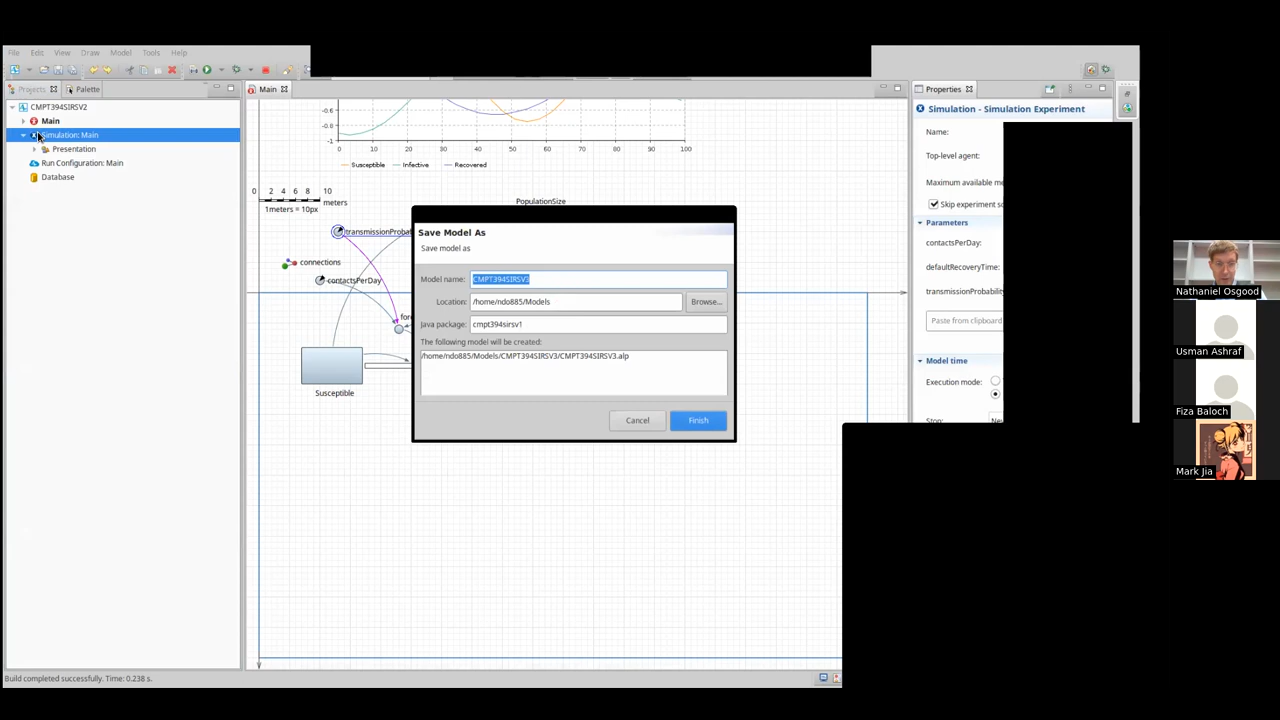 File Edit View Draw Model Tools Help
Projects Palette
CMPT394SIRSV2
Main
Simulation: Main
Presentation
Run Configuration: Main
Database
Main
-0.6
-0.8
-1
0 10 20 30 40 50 60 70 80 90 100
Susceptible Infective Recovered
0 2 4 6 8 10
meters
1meters = 10px
PopulationSize
connections
contactsPerDay
Susceptible
Save Model As
Save model as
Model name: CMPT394SIRSV3
Location: /home/ndo885/Models Browse...
Java package: cmpt394sirsv1
The following model will be created:
/home/ndo885/Models/CMPT394SIRSV3/CMPT394SIRSV3.alp
Cancel Finish
Properties
Simulation - Simulation Experiment
Name:
Top-level agent:
Maximum available me
Skip experiment sc
Parameters
contactsPerDay:
defaultRecoveryTime:
transmissionProbability
Paste from clipboard
Model time
Execution mode:
Stop:
Build completed successfully. Time: 0.238 s.
Nathaniel Osgood
Usman Ashraf
Fiza Baloch
Mark Jia